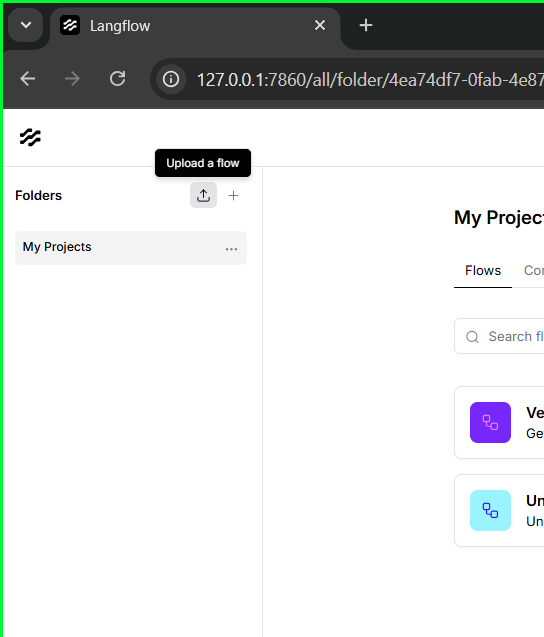 Langflow
127.0.0.1:7860/all/folder/4ea74df7-0fab-4e87
Upload a flow
Folders
My Projects
My Projec
Flows
Co
Search fl
Ve
Ge
Un
Un